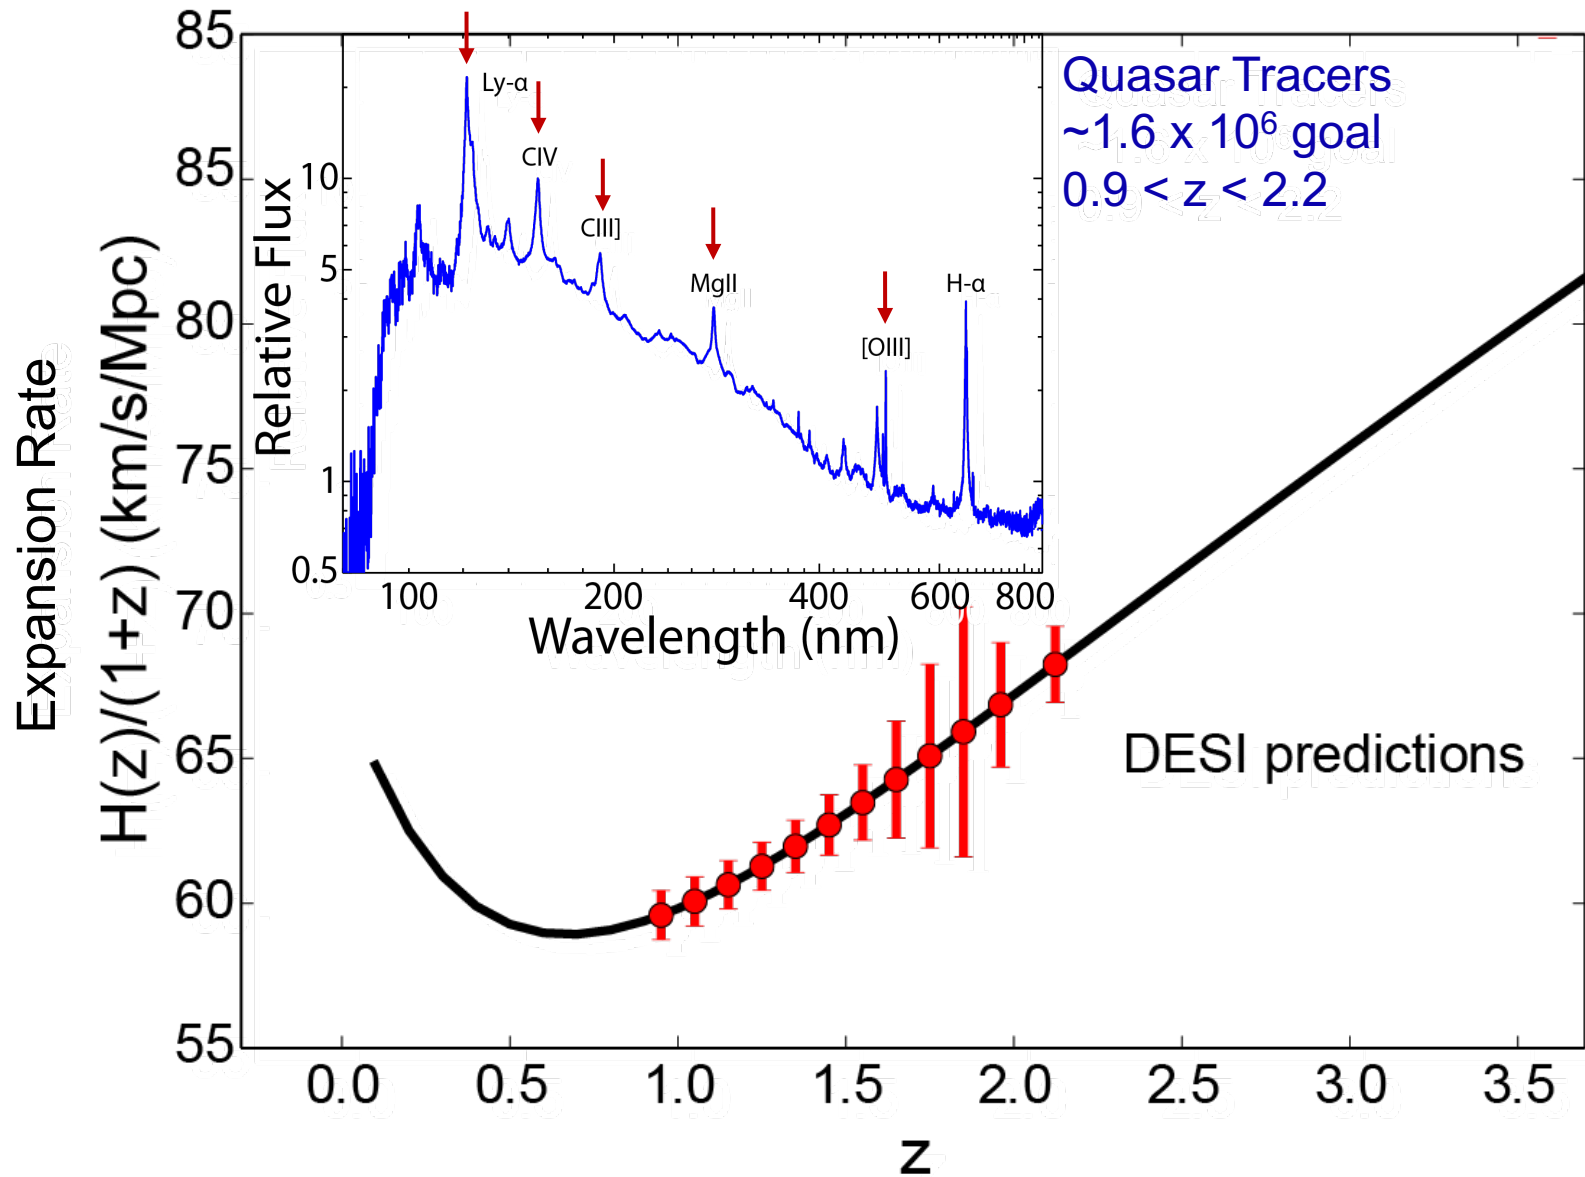 85
85
80
75
70
65
60
55
Expansion Rate
H(z)/(1+z) (km/s/Mpc)
Relative Flux
10
5
1
0.5
Ly-α
CIV
CIII]
MgII
[OIII]
H-α
100 200 400 600 800
Wavelength (nm)
Quasar Tracers
~1.6 x 10⁶ goal
0.9 < z < 2.2
DESI predictions
0.0 0.5 1.0 1.5 2.0 2.5 3.0 3.5
z